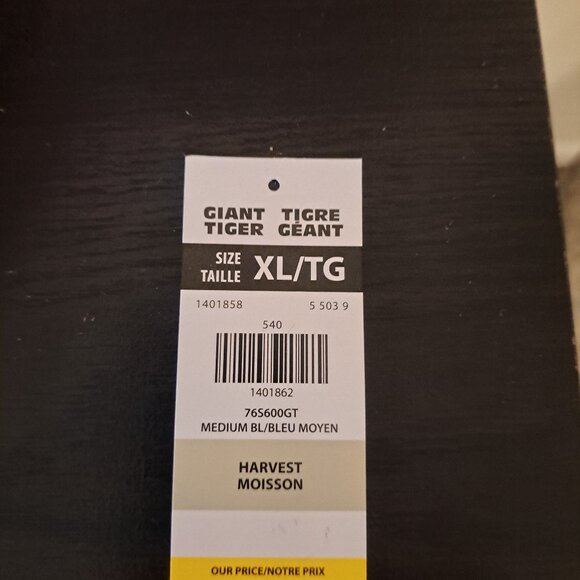 GIANT TIGRE
TIGER GÉANT
SIZE
TAILLE
XL/TG
1401858 5 503 9
540
1401862
76S600GT
MEDIUM BL/BLEU MOYEN
HARVEST
MOISSON
OUR PRICE/NOTRE PRIX